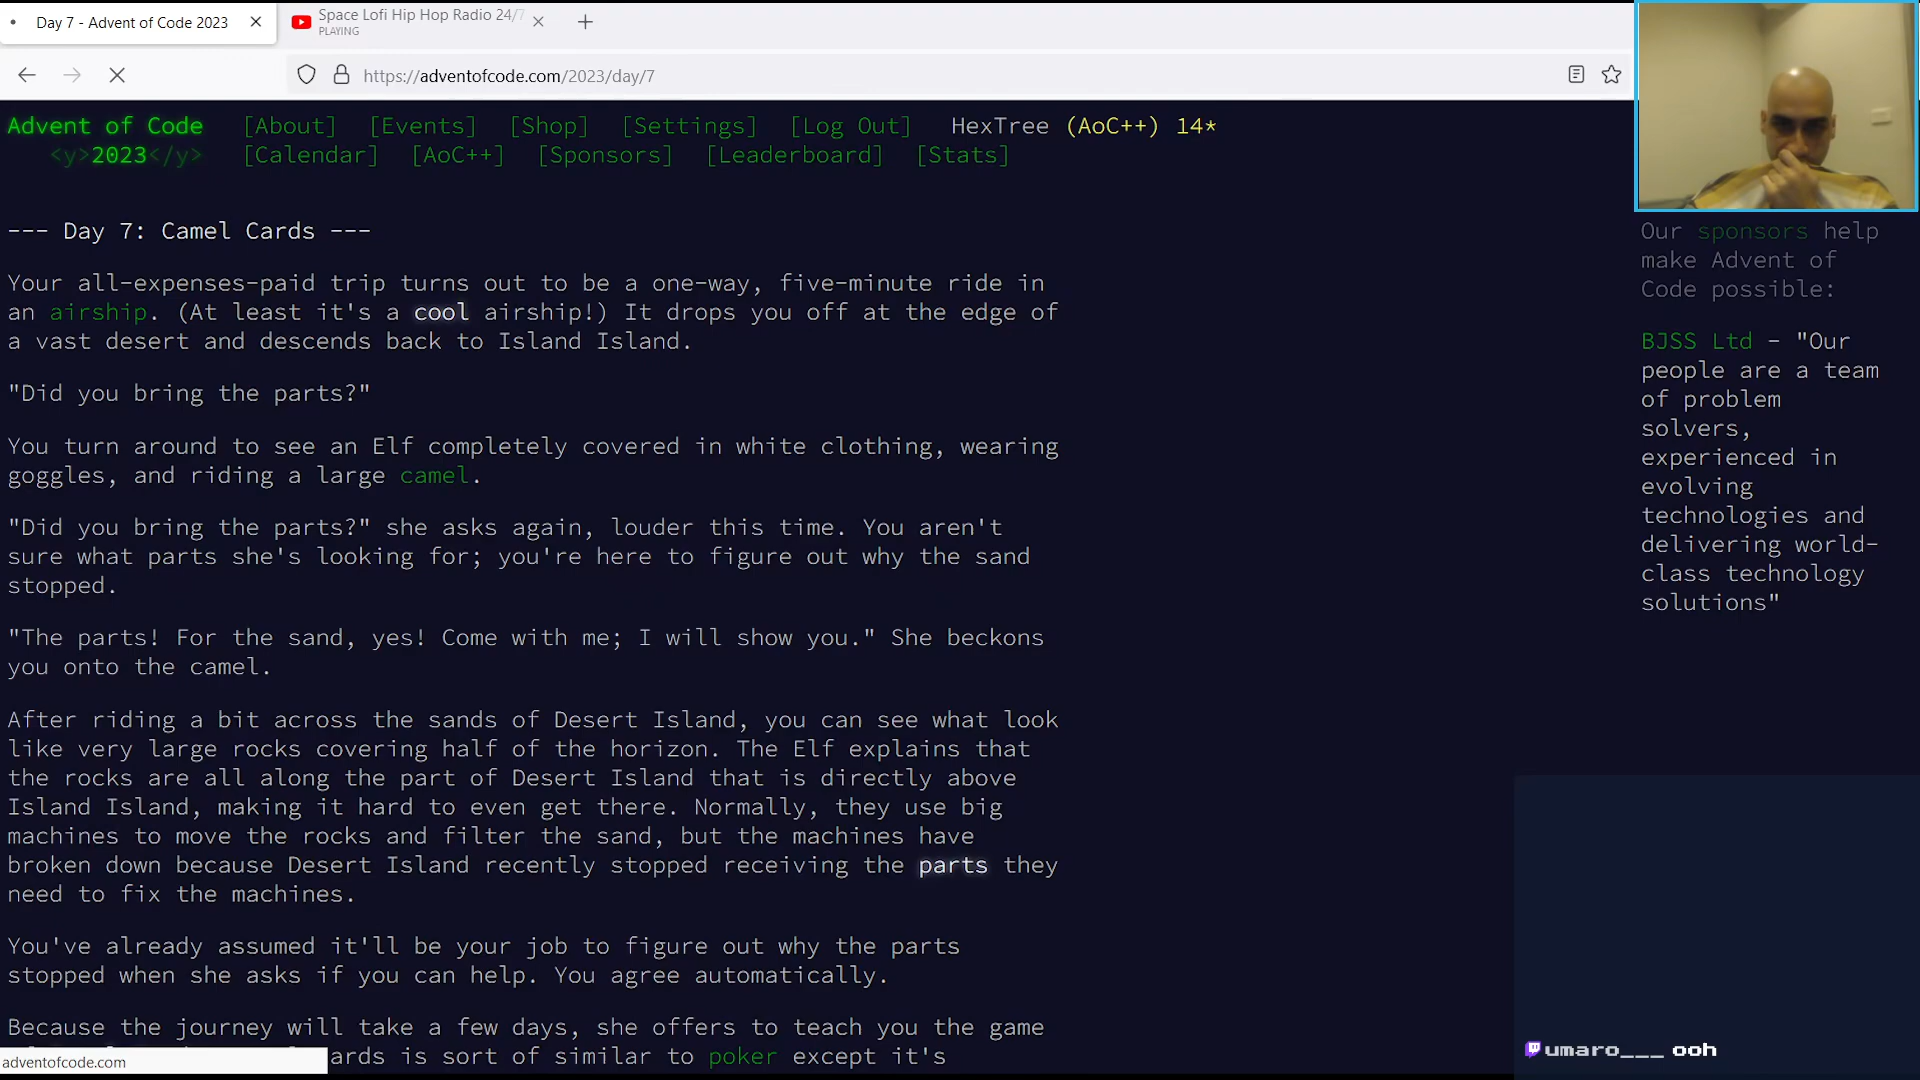 Day 7 - Advent of Code 2023
Space Lofi Hip Hop Radio 24/7
PLAYING
https://adventofcode.com/2023/day/7
Advent of Code [About] [Events] [Shop] [Settings] [Log Out] HexTree (AoC++) 14*
<y>2023</y> [Calendar] [AoC++] [Sponsors] [Leaderboard] [Stats]
--- Day 7: Camel Cards ---
Your all-expenses-paid trip turns out to be a one-way, five-minute ride in
an airship. (At least it's a cool airship!) It drops you off at the edge of
a vast desert and descends back to Island Island.
"Did you bring the parts?"
You turn around to see an Elf completely covered in white clothing, wearing
goggles, and riding a large camel.
"Did you bring the parts?" she asks again, louder this time. You aren't
sure what parts she's looking for; you're here to figure out why the sand
stopped.
"The parts! For the sand, yes! Come with me; I will show you." She beckons
you onto the camel.
After riding a bit across the sands of Desert Island, you can see what look
like very large rocks covering half of the horizon. The Elf explains that
the rocks are all along the part of Desert Island that is directly above
Island Island, making it hard to even get there. Normally, they use big
machines to move the rocks and filter the sand, but the machines have
broken down because Desert Island recently stopped receiving the parts they
need to fix the machines.
You've already assumed it'll be your job to figure out why the parts
stopped when she asks if you can help. You agree automatically.
Because the journey will take a few days, she offers to teach you the game
ards is sort of similar to poker except it's
adventofcode.com
Our sponsors help
make Advent of
Code possible:
BJSS Ltd - "Our
people are a team
of problem
solvers,
experienced in
evolving
technologies and
delivering world-
class technology
solutions"
umaro___ ooh